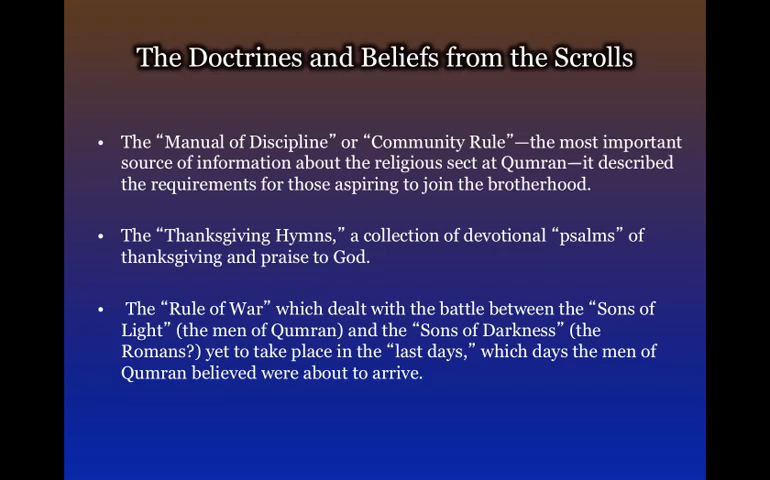 The Doctrines and Beliefs from the Scrolls
• The “Manual of Discipline” or “Community Rule”—the most important
source of information about the religious sect at Qumran—it described
the requirements for those aspiring to join the brotherhood.
• The “Thanksgiving Hymns,” a collection of devotional “psalms” of
thanksgiving and praise to God.
• The “Rule of War” which dealt with the battle between the “Sons of
Light” (the men of Qumran) and the “Sons of Darkness” (the
Romans?) yet to take place in the “last days,” which days the men of
Qumran believed were about to arrive.